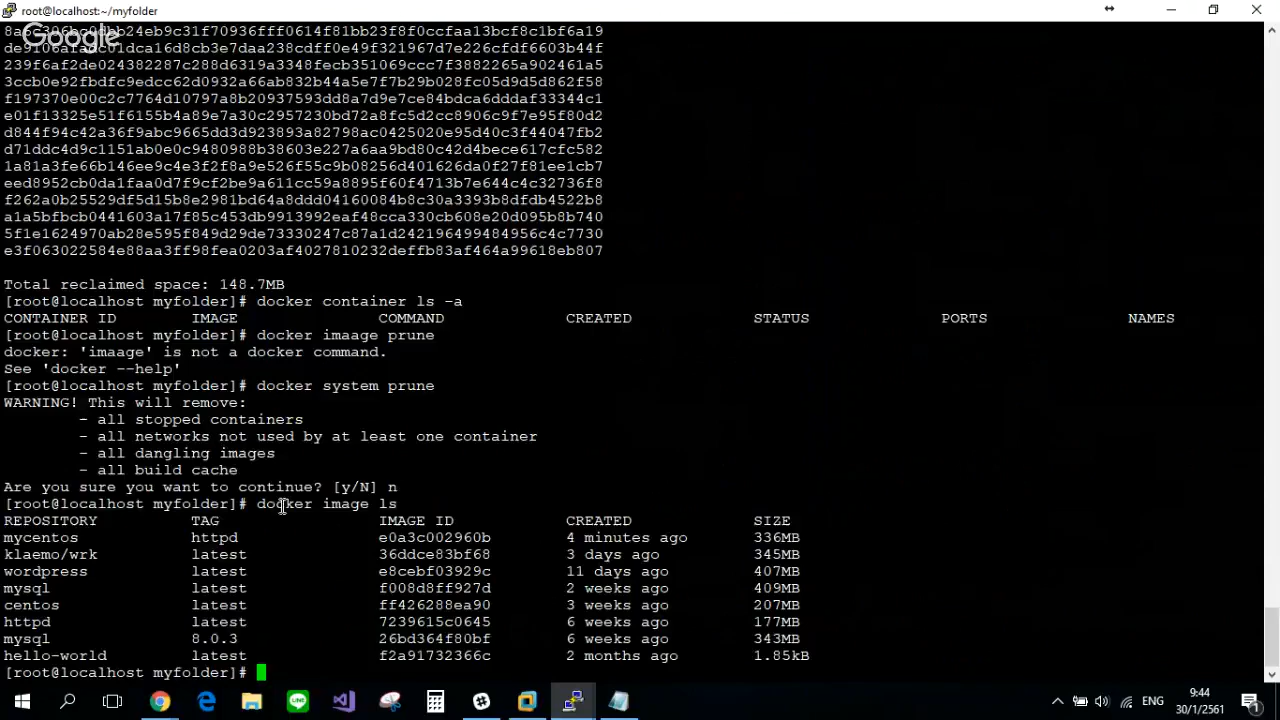 root@localhost:~/myfolder
Google
de9106afadc01dca16d8cb3e7daa238cdff0e49f321967d7e226cfdf6603b44f
239f6af2de024382287c288d6319a3348fecb351069ccc7f3882265a902461a5
3ccb0e92fbdfc9edcc62d0932a66ab832b44a5e7f7b29b028fc05d9d5d862f58
f197370e00c2c7764d10797a8b20937593dd8a7d9e7ce84bdca6dddaf33344c1
e01f13325e51f6155b4a89e7a30c2957230bd72a8fc5d2cc8906c9f7e95f80d2
d844f94c42a36f9abc9665dd3d923893a82798ac0425020e95d40c3f44047fb2
d71ddc4d9c1151ab0e0c9480988b38603e227a6aa9bd80c42d4bece617cfc582
1a81a3fe66b146ee9c4e3f2f8a9e526f55c9b08256d401626da0f27f81ee1cb7
eed8952cb0da1faa0d7f9cf2be9a611cc59a8895f60f4713b7e644c4c32736f8
f262a0b25529df5d15b8e2981eb64a8ddd04160084b8c30a3393b8dfdb4522b8
a1a5bfbcb0441603a17f85c453db9913992eaf48cca330cb608e20d095b8b740
5f1e1624970ab28e595f849d29de73330247c87a1d242196499484956c4c7730
e3f063022584e88aa3ff98fea0203af4027810232deffb83af464a99618eb807
Total reclaimed space: 148.7MB
[root@localhost myfolder]# docker container ls -a
CONTAINER ID IMAGE COMMAND CREATED STATUS PORTS NAMES
[root@localhost myfolder]# docker imaage prune
docker: 'imaage' is not a docker command.
See 'docker --help'
[root@localhost myfolder]# docker system prune
WARNING! This will remove:
- all stopped containers
- all networks not used by at least one container
- all dangling images
- all build cache
Are you sure you want to continue? [y/N] n
[root@localhost myfolder]# docker image ls
REPOSITORY TAG IMAGE ID CREATED SIZE
mycentos httpd e0a3c002960b 4 minutes ago 336MB
klaemo/wrk latest 36ddce83bf68 3 days ago 345MB
wordpress latest e8cebf03929c 11 days ago 407MB
mysql latest f008d8ff927d 2 weeks ago 409MB
centos latest ff426288ea90 3 weeks ago 207MB
httpd latest 7239615c0645 6 weeks ago 177MB
mysql 8.0.3 26bd364f80bf 6 weeks ago 343MB
hello-world latest f2a91732366c 2 months ago 1.85kB
[root@localhost myfolder]#
ENG
9:44
30/1/2561